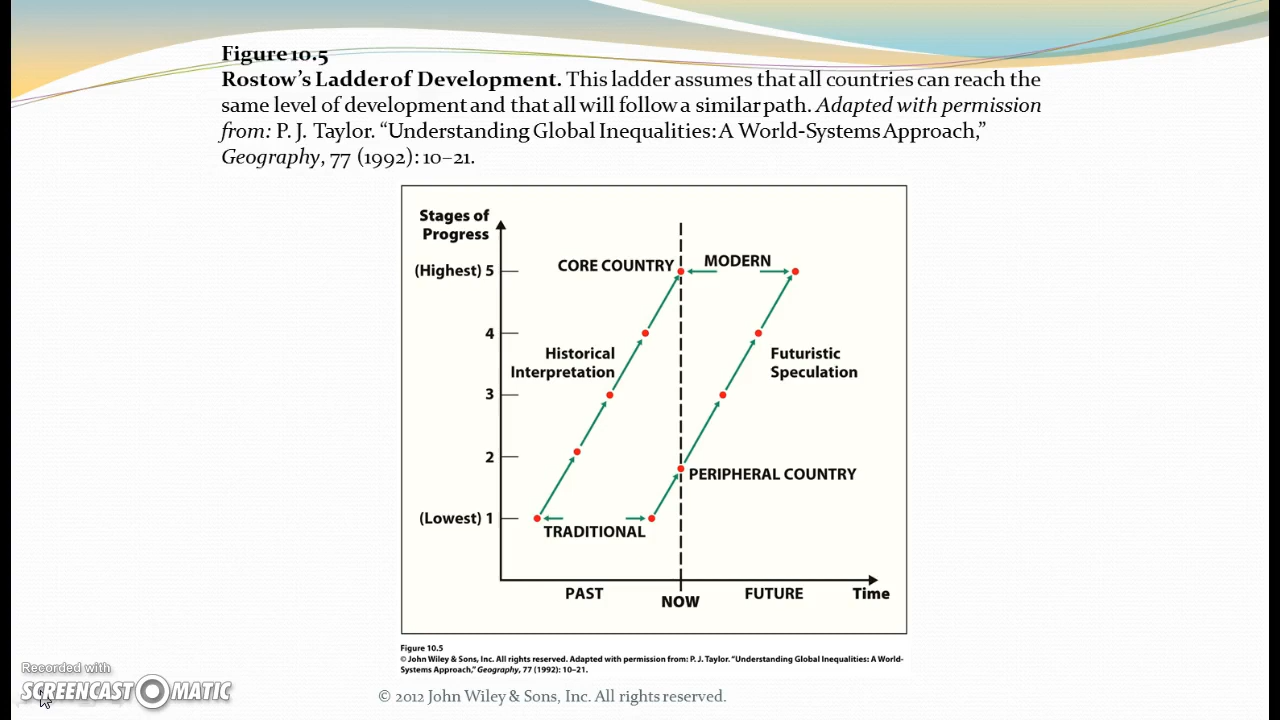 Figure 10.5
Rostow's Ladder of Development. This ladder assumes that all countries can reach the
same level of development and that all will follow a similar path. Adapted with permission
from: P. J. Taylor. “Understanding Global Inequalities: A World-Systems Approach,”
Geography, 77 (1992): 10–21.
Stages of
Progress
(Highest) 5
CORE COUNTRY
MODERN
4
Historical
Interpretation
Futuristic
Speculation
3
2
PERIPHERAL COUNTRY
(Lowest) 1
TRADITIONAL
PAST
NOW
FUTURE
Time
Figure 10.5
© John Wiley & Sons, Inc. All rights reserved. Adapted with permission from: P. J. Taylor. “Understanding Global Inequalities: A World-
Systems Approach,” Geography, 77 (1992): 10–21.
© 2012 John Wiley & Sons, Inc. All rights reserved.
Recorded with
SCREENCAST MATIC